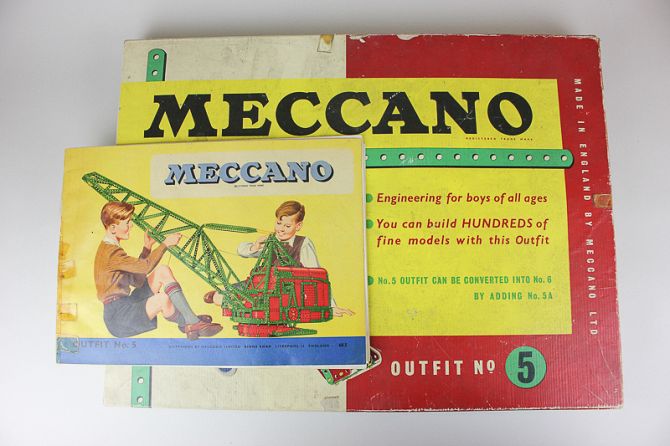 MECCANO
REGISTERED TRADE MARK
Engineering for boys of all ages
You can build HUNDREDS of
fine models with this Outfit
No. 5 OUTFIT CAN BE CONVERTED INTO No. 6
BY ADDING No. 5A
MADE IN ENGLAND BY MECCANO LTD
OUTFIT No 5
MECCANO
OUTFIT No. 5